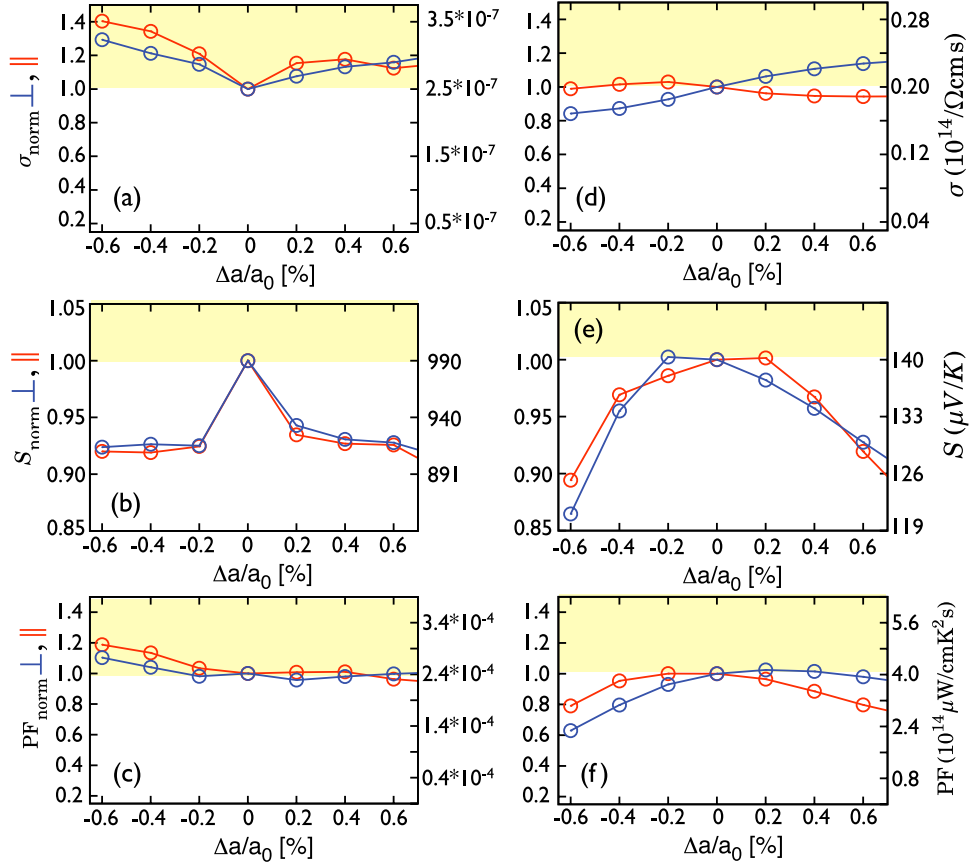 σnorm⊥, ||
1.4
1.2
1.0
0.8
0.6
0.4
0.2
3.5*10-7
2.5*10-7
1.5*10-7
0.5*10-7
(a)
-0.6 -0.4 -0.2 0 0.2 0.4 0.6
Δa/a0 [%]
1.4
1.2
1.0
0.8
0.6
0.4
0.2
0.28
0.20
0.12
0.04
σ (10^14/Ωcm s)
(d)
-0.6 -0.4 -0.2 0 0.2 0.4 0.6
Δa/a0 [%]
Snorm⊥, ||
1.05
1.00
0.95
0.90
0.85
990
940
891
(b)
-0.6 -0.4 -0.2 0 0.2 0.4 0.6
Δa/a0 [%]
1.05
1.00
0.95
0.90
0.85
140
133
126
119
S (μV/K)
(e)
-0.6 -0.4 -0.2 0 0.2 0.4 0.6
Δa/a0 [%]
PFnorm⊥, ||
1.4
1.2
1.0
0.8
0.6
0.4
0.2
3.4*10-4
2.4*10-4
1.4*10-4
0.4*10-4
(c)
-0.6 -0.4 -0.2 0 0.2 0.4 0.6
Δa/a0 [%]
1.4
1.2
1.0
0.8
0.6
0.4
0.2
5.6
4.0
2.4
0.8
PF (10^14 μW/cmK²s)
(f)
-0.6 -0.4 -0.2 0 0.2 0.4 0.6
Δa/a0 [%]